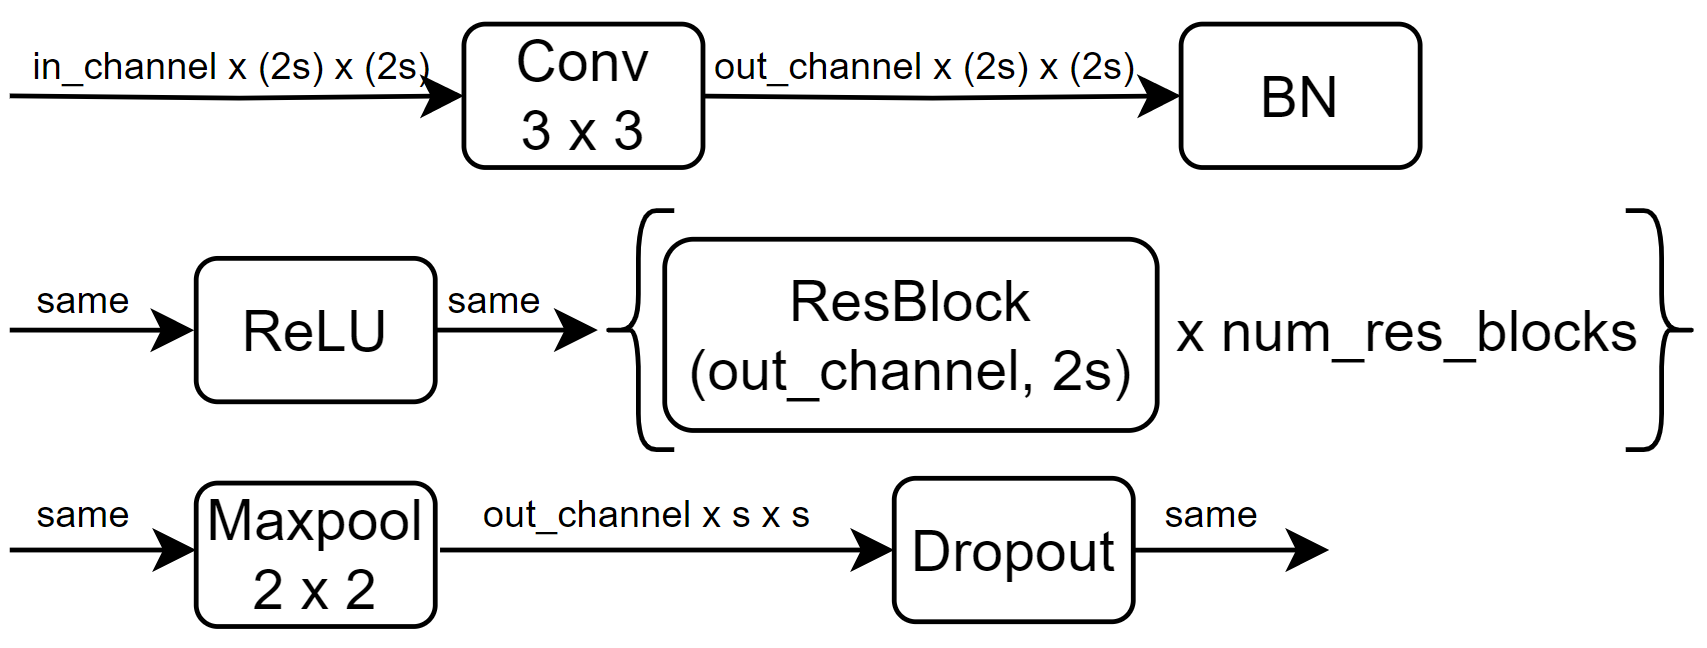 in_channel x (2s) x (2s)
Conv
3 x 3
out_channel x (2s) x (2s)
BN
same
ReLU
same
ResBlock
(out_channel, 2s)
x num_res_blocks
same
Maxpool
2 x 2
out_channel x s x s
Dropout
same